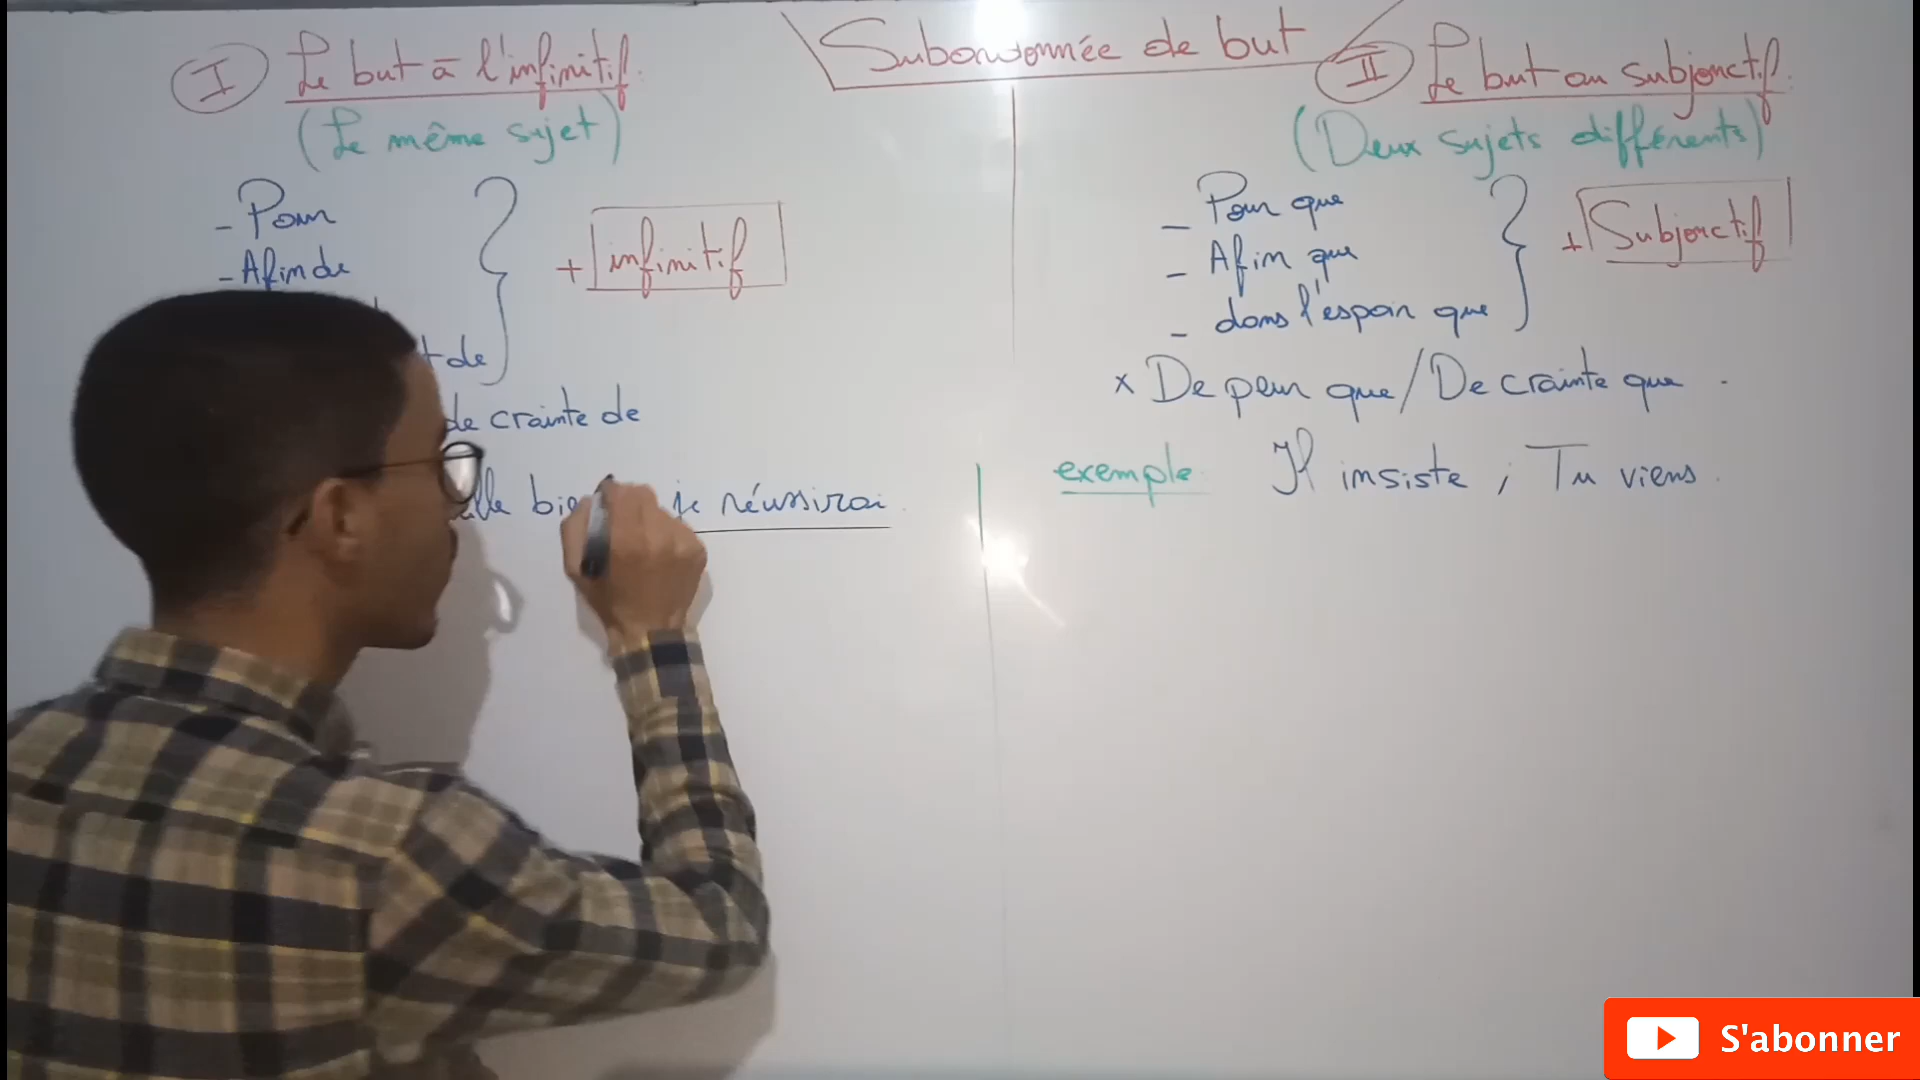 Subordonnée de but
I Le but à l'infinitif.
(Le même sujet)
- Pour
- Afin de
t de
de crainte de
+ infinitif
je réussirai.
II Le but au subjonctif.
(Deux sujets différents)
- Pour que
- Afin que
- dans l'espoir que
+ Subjonctif
x De peur que / De crainte que .
exemple Il insiste ; Tu viens .
S'abonner